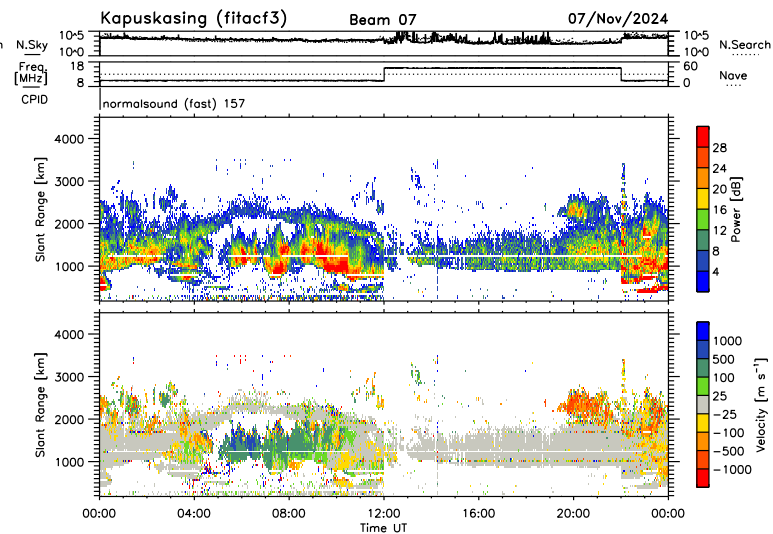 Kapuskasing (fitacf3) Beam 07 07/Nov/2024
n N.Sky 10^5 10^5 N.Search
10^0 10^0
Freq. 18 60 Nave
[MHz] 8 0
CPID normalsound (fast) 157
4000
3000
2000
1000
Slant Range [km]
28
24
20
16
12
8
4
Power [dB]
4000
3000
2000
1000
Slant Range [km]
1000
500
100
25
-25
-100
-500
-1000
Velocity [m s⁻¹]
00:00 04:00 08:00 12:00 16:00 20:00 00:00
Time UT